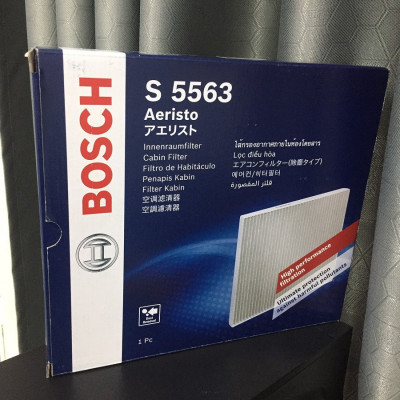 BOSCH
S 5563
Aeristo
アエリスト
Innenraumfilter
Cabin Filter
Filtro de Habitáculo
Penapis Kabin
Filter Kabin
空调滤清器
空調濾清器
ไส้กรองอากาศภายในห้องโดยสาร
Lọc điều hòa
エアコンフィルター(除塵タイプ)
에어컨/히터필터
فلتر المقصورة
High performance
filtration
Ultimate protection
against harmful pollutants
1 Pc